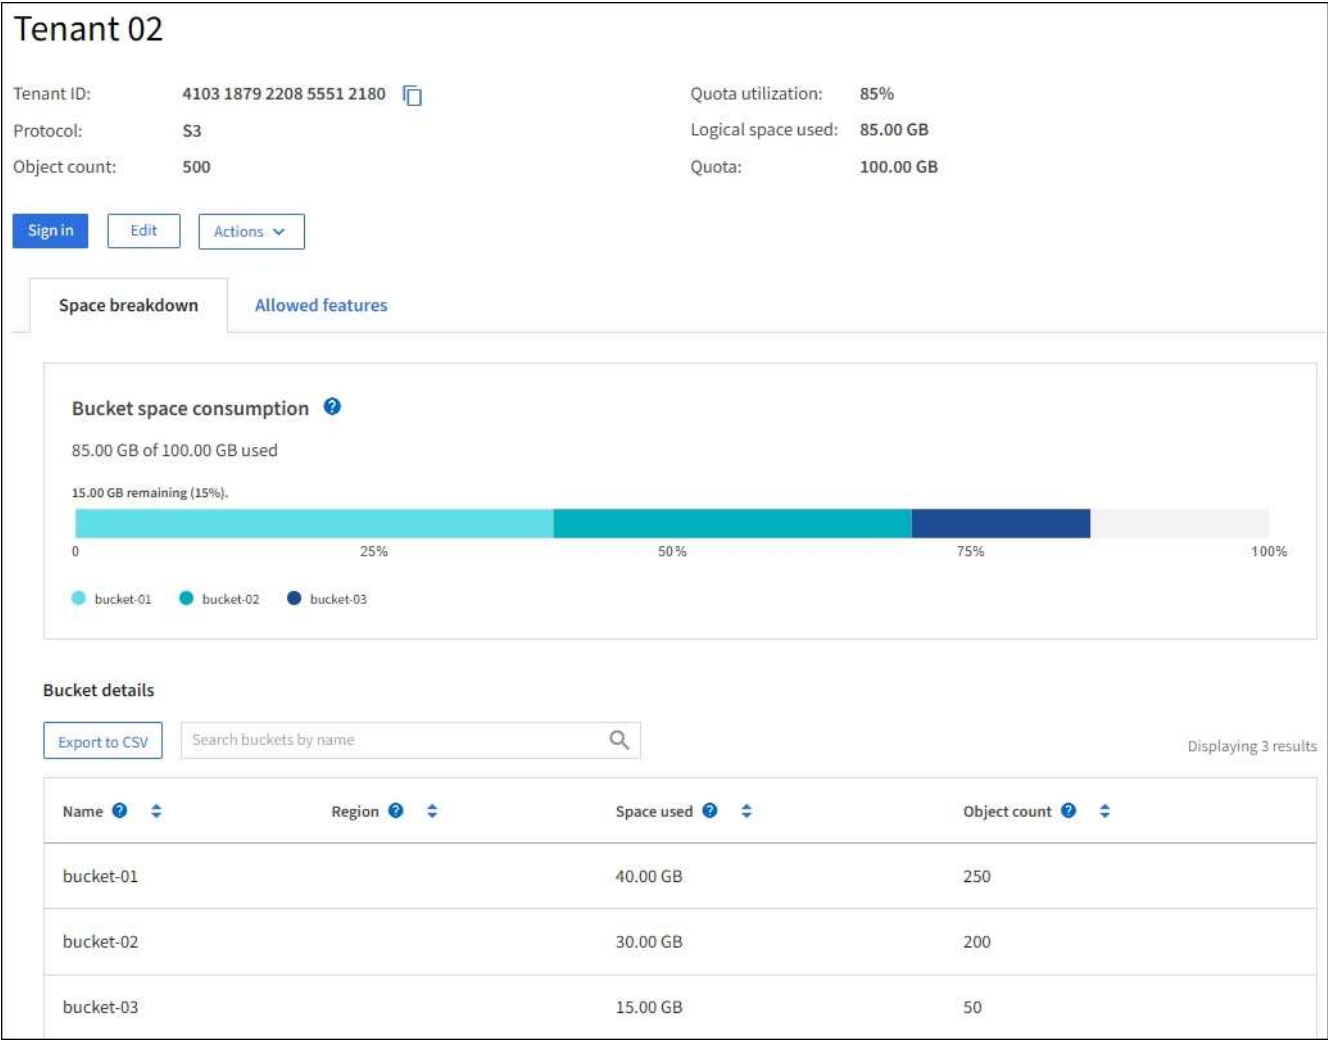 Tenant 02
Tenant ID: 4103 1879 2208 5551 2180 Quota utilization: 85%
Protocol: S3 Logical space used: 85.00 GB
Object count: 500 Quota: 100.00 GB
Sign in Edit Actions
Space breakdown Allowed features
Bucket space consumption ?
85.00 GB of 100.00 GB used
15.00 GB remaining (15%).
0 25% 50% 75% 100%
bucket-01 bucket-02 bucket-03
Bucket details
Export to CSV Search buckets by name Displaying 3 results
Name ? Region ? Space used ? Object count ?
bucket-01 40.00 GB 250
bucket-02 30.00 GB 200
bucket-03 15.00 GB 50